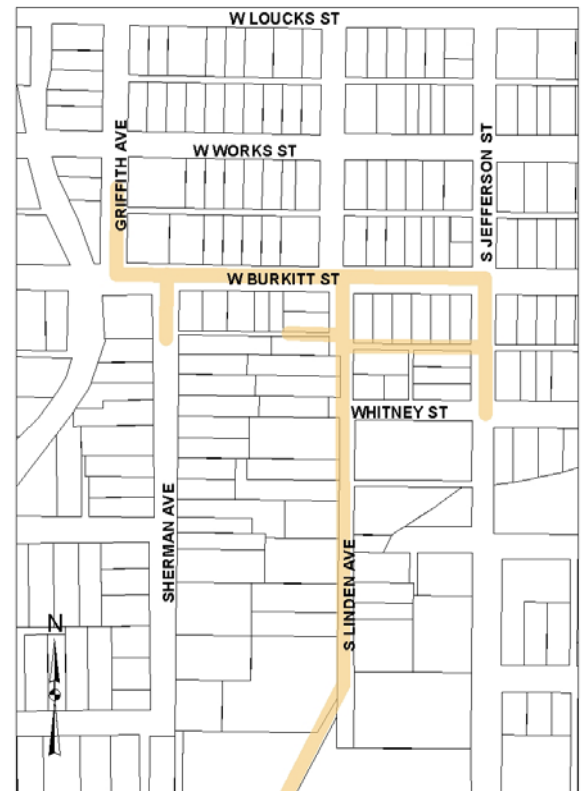 W LOUCKS ST
GRIFFITH AVE
W WORKS ST
S JEFFERSON ST
W BURKITT ST
WHITNEY ST
SHERMAN AVE
S LINDEN AVE
N